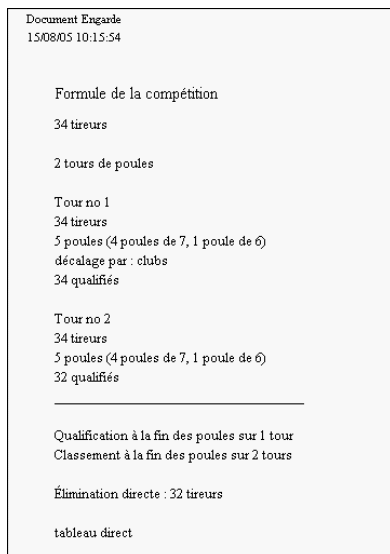 Document Engarde
15/08/05 10:15:54
Formule de la compétition
34 tireurs
2 tours de poules
Tour no 1
34 tireurs
5 poules (4 poules de 7, 1 poule de 6)
décalage par : clubs
34 qualifiés
Tour no 2
34 tireurs
5 poules (4 poules de 7, 1 poule de 6)
32 qualifiés
Qualification à la fin des poules sur 1 tour
Classement à la fin des poules sur 2 tours
Élimination directe : 32 tireurs
tableau direct